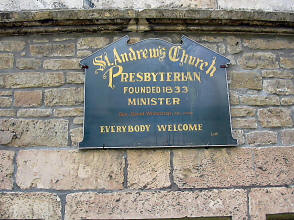 St. Andrew's Church
PRESBYTERIAN
FOUNDED 1833
MINISTER
EVERYBODY WELCOME